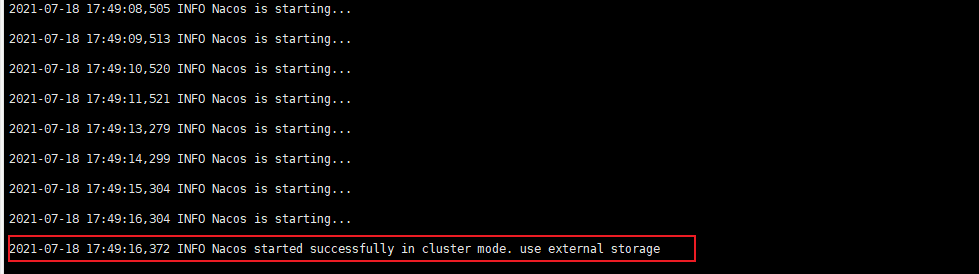 2021-07-18 17:49:08,505 INFO Nacos is starting...
2021-07-18 17:49:09,513 INFO Nacos is starting...
2021-07-18 17:49:10,520 INFO Nacos is starting...
2021-07-18 17:49:11,521 INFO Nacos is starting...
2021-07-18 17:49:13,279 INFO Nacos is starting...
2021-07-18 17:49:14,299 INFO Nacos is starting...
2021-07-18 17:49:15,304 INFO Nacos is starting...
2021-07-18 17:49:16,304 INFO Nacos is starting...
2021-07-18 17:49:16,372 INFO Nacos started successfully in cluster mode. use external storage